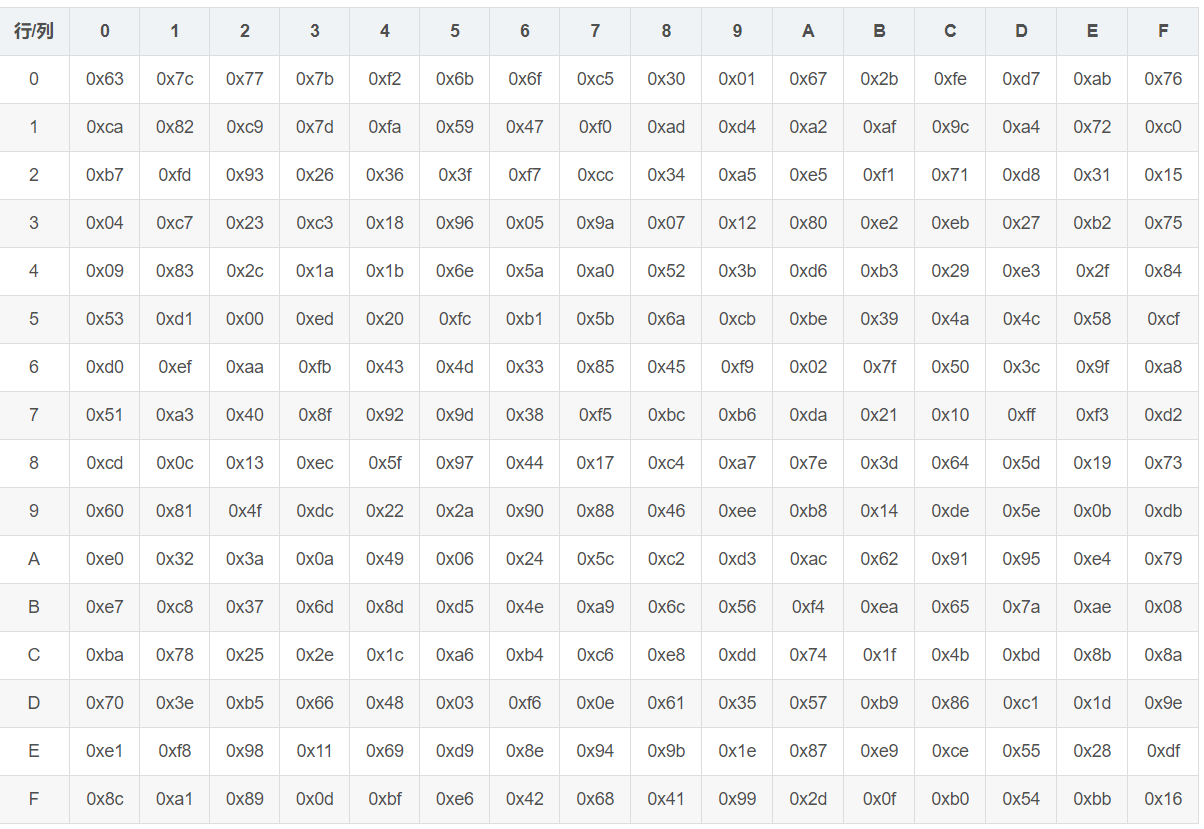 行/列 0 1 2 3 4 5 6 7 8 9 A B C D E F
0 0x63 0x7c 0x77 0x7b 0xf2 0x6b 0x6f 0xc5 0x30 0x01 0x67 0x2b 0xfe 0xd7 0xab 0x76
1 0xca 0x82 0xc9 0x7d 0xfa 0x59 0x47 0xf0 0xad 0xd4 0xa2 0xaf 0x9c 0xa4 0x72 0xc0
2 0xb7 0xfd 0x93 0x26 0x36 0x3f 0xf7 0xcc 0x34 0xa5 0xe5 0xf1 0x71 0xd8 0x31 0x15
3 0x04 0xc7 0x23 0xc3 0x18 0x96 0x05 0x9a 0x07 0x12 0x80 0xe2 0xeb 0x27 0xb2 0x75
4 0x09 0x83 0x2c 0x1a 0x1b 0x6e 0x5a 0xa0 0x52 0x3b 0xd6 0xb3 0x29 0xe3 0x2f 0x84
5 0x53 0xd1 0x00 0xed 0x20 0xfc 0xb1 0x5b 0x6a 0xcb 0xbe 0x39 0x4a 0x4c 0x58 0xcf
6 0xd0 0xef 0xaa 0xfb 0x43 0x4d 0x33 0x85 0x45 0xf9 0x02 0x7f 0x50 0x3c 0x9f 0xa8
7 0x51 0xa3 0x40 0x8f 0x92 0x9d 0x38 0xf5 0xbc 0xb6 0xda 0x21 0x10 0xff 0xf3 0xd2
8 0xcd 0x0c 0x13 0xec 0x5f 0x97 0x44 0x17 0xc4 0xa7 0x7e 0x3d 0x64 0x5d 0x19 0x73
9 0x60 0x81 0x4f 0xdc 0x22 0x2a 0x90 0x88 0x46 0xee 0xb8 0x14 0xde 0x5e 0x0b 0xdb
A 0xe0 0x32 0x3a 0x0a 0x49 0x06 0x24 0x5c 0xc2 0xd3 0xac 0x62 0x91 0x95 0xe4 0x79
B 0xe7 0xc8 0x37 0x6d 0x8d 0xd5 0x4e 0xa9 0x6c 0x56 0xf4 0xea 0x65 0x7a 0xae 0x08
C 0xba 0x78 0x25 0x2e 0x1c 0xa6 0xb4 0xc6 0xe8 0xdd 0x74 0x1f 0x4b 0xbd 0x8b 0x8a
D 0x70 0x3e 0xb5 0x66 0x48 0x03 0xf6 0x0e 0x61 0x35 0x57 0xb9 0x86 0xc1 0x1d 0x9e
E 0xe1 0xf8 0x98 0x11 0x69 0xd9 0x8e 0x94 0x9b 0x1e 0x87 0xe9 0xce 0x55 0x28 0xdf
F 0x8c 0xa1 0x89 0x0d 0xbf 0xe6 0x42 0x68 0x41 0x99 0x2d 0x0f 0xb0 0x54 0xbb 0x16